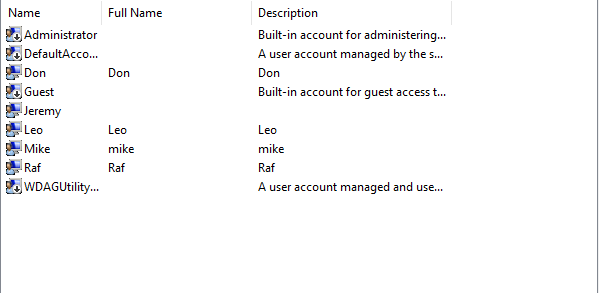 Name Full Name Description
Administrator Built-in account for administering...
DefaultAcco... A user account managed by the s...
Don Don Don
Guest Built-in account for guest access t...
Jeremy
Leo Leo Leo
Mike mike mike
Raf Raf Raf
WDAGUtility... A user account managed and use...